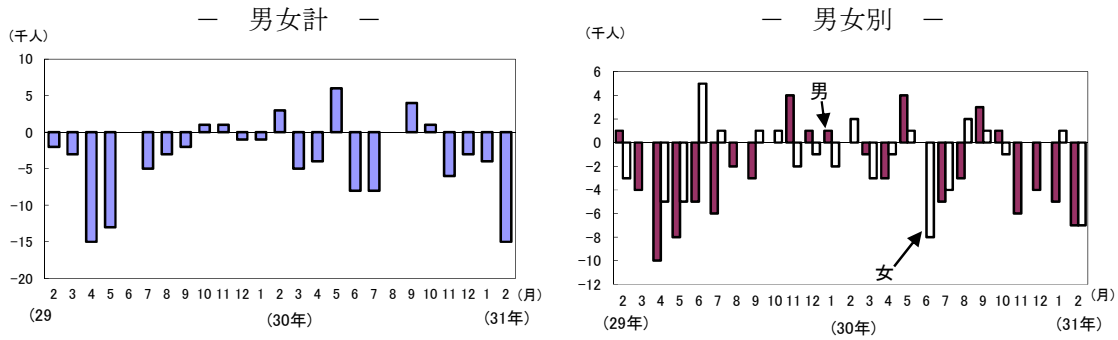 － 男女計 －
(千人)
10
5
0
−5
−10
−15
−20
2 3 4 5 6 7 8 9 10 11 12 1 2 3 4 5 6 7 8 9 10 11 12 1 2 (月)
(29 (30年) (31年)
－ 男女別 －
(千人)
6
4
2
0
−2
−4
−6
−8
−10
−12
男
女
2 3 4 5 6 7 8 9 10 11 12 1 2 3 4 5 6 7 8 9 10 11 12 1 2 (月)
(29年) (30年) (31年)